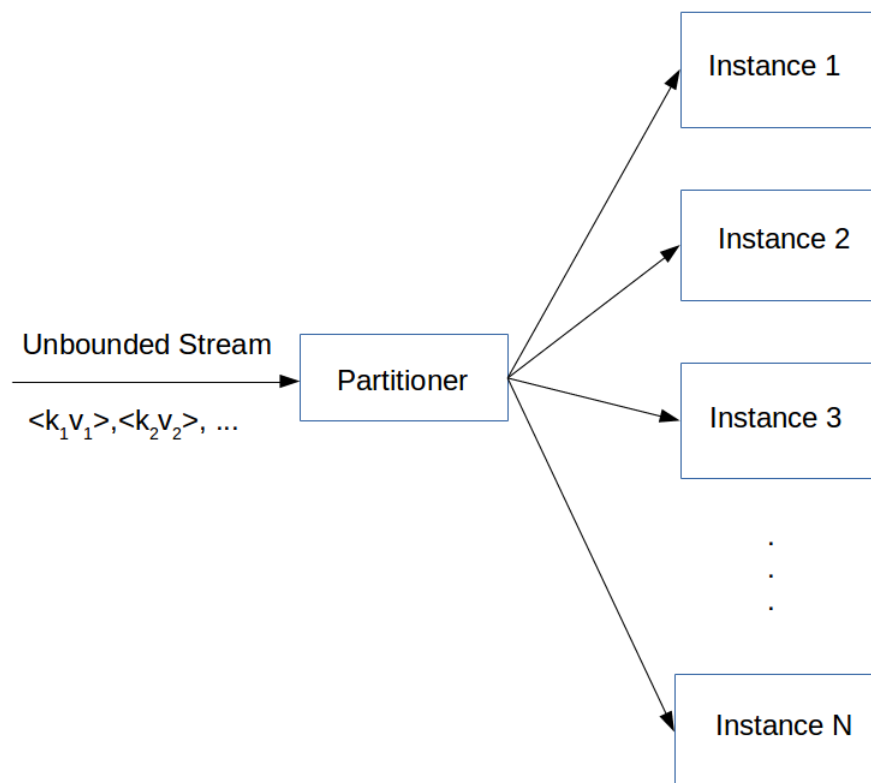 Instance 1
Instance 2
Unbounded Stream
Partitioner
<k₁v₁>,<k₂v₂>, ...
Instance 3
.
.
.
Instance N